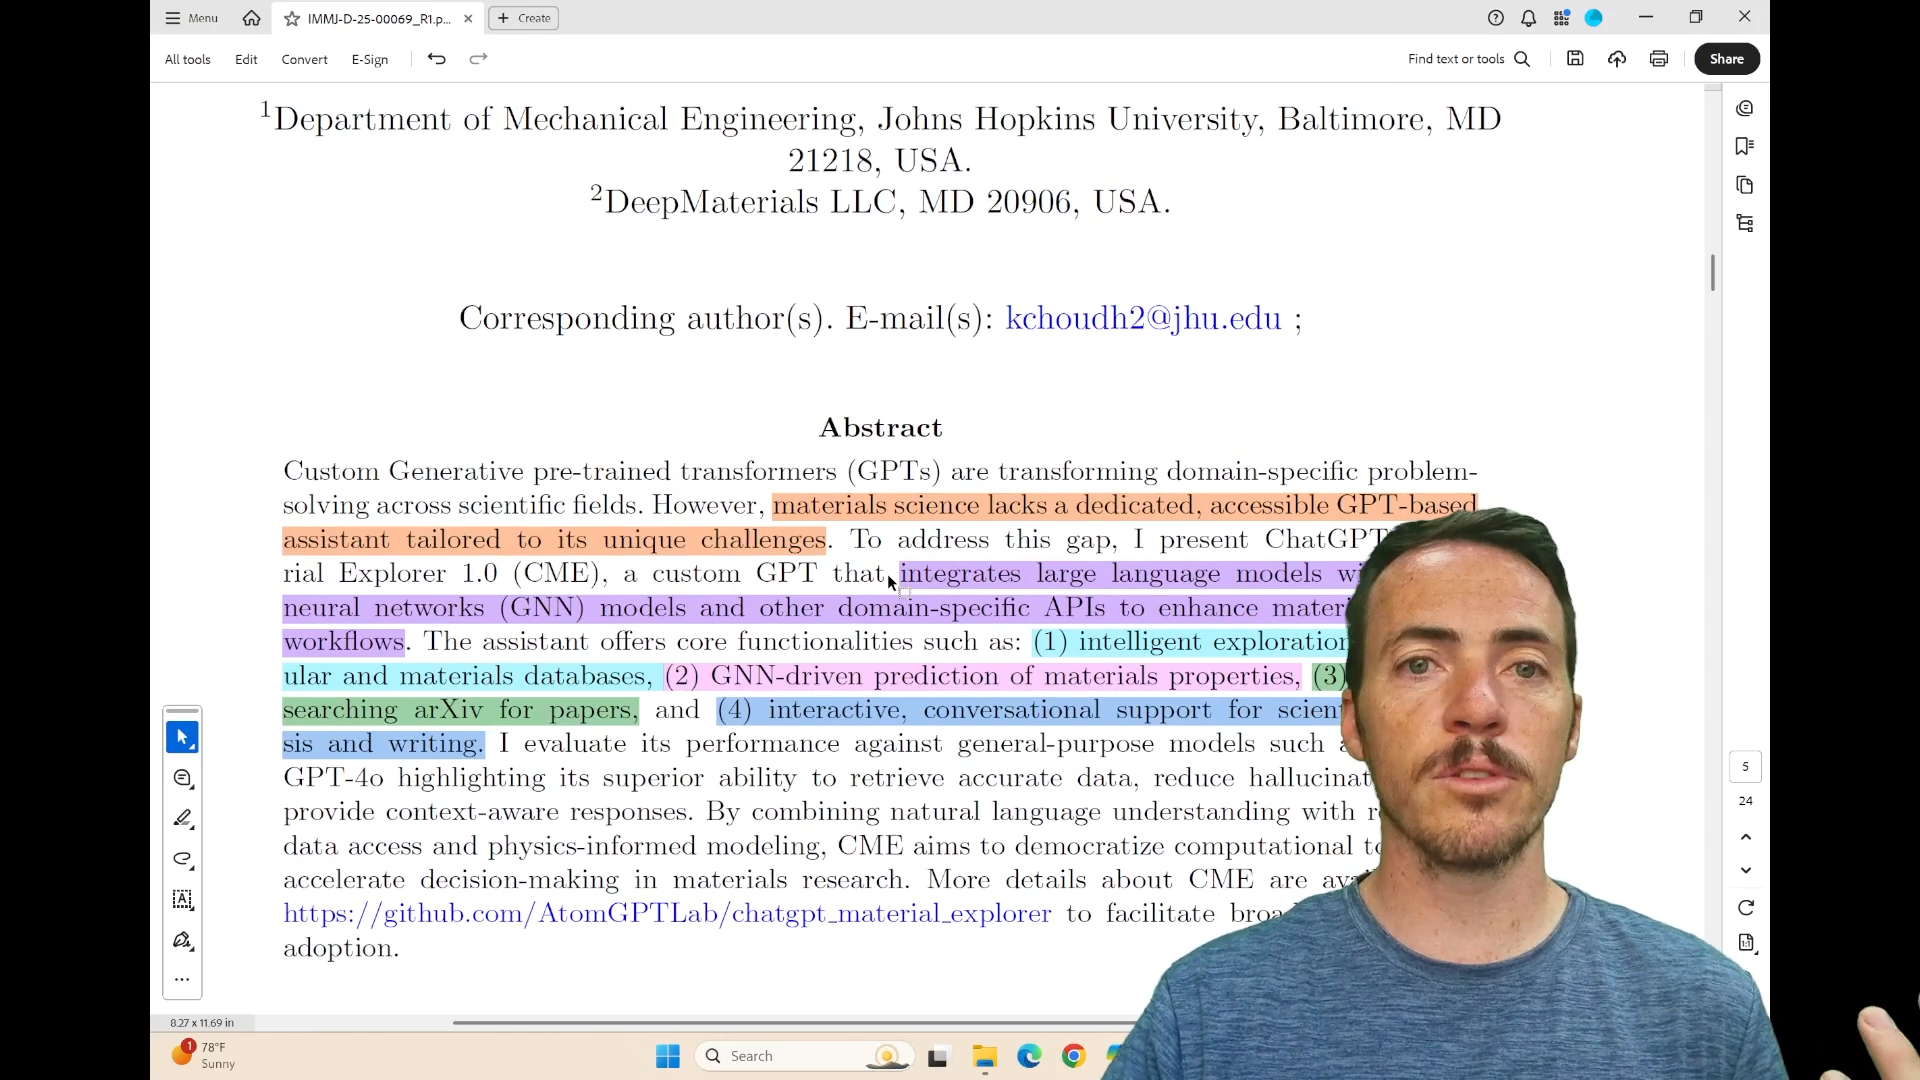 Menu
IMMJ-D-25-00069_R1.p...
Create
All tools
Edit
Convert
E-Sign
Find text or tools
Share
1Department of Mechanical Engineering, Johns Hopkins University, Baltimore, MD
21218, USA.
2DeepMaterials LLC, MD 20906, USA.
Corresponding author(s). E-mail(s): kchoudh2@jhu.edu ;
Abstract
Custom Generative pre-trained transformers (GPTs) are transforming domain-specific problem-
solving across scientific fields. However, materials science lacks a dedicated, accessible GPT-based
assistant tailored to its unique challenges. To address this gap, I present ChatGPT
rial Explorer 1.0 (CME), a custom GPT that integrates large language models
neural networks (GNN) models and other domain-specific APIs to enhance
workflows. The assistant offers core functionalities such as: (1) intelligent exploration
ular and materials databases, (2) GNN-driven prediction of materials properties, (3)
searching arXiv for papers, and (4) interactive, conversational support for
sis and writing. I evaluate its performance against general-purpose models such
GPT-4o highlighting its superior ability to retrieve accurate data, reduce
provide context-aware responses. By combining natural language understanding with
data access and physics-informed modeling, CME aims to democratize computational
accelerate decision-making in materials research. More details about CME are
https://github.com/AtomGPTLab/chatgpt_material_explorer to facilitate
adoption.
5
24
8.27 x 11.69 in
1
78°F
Sunny
Search